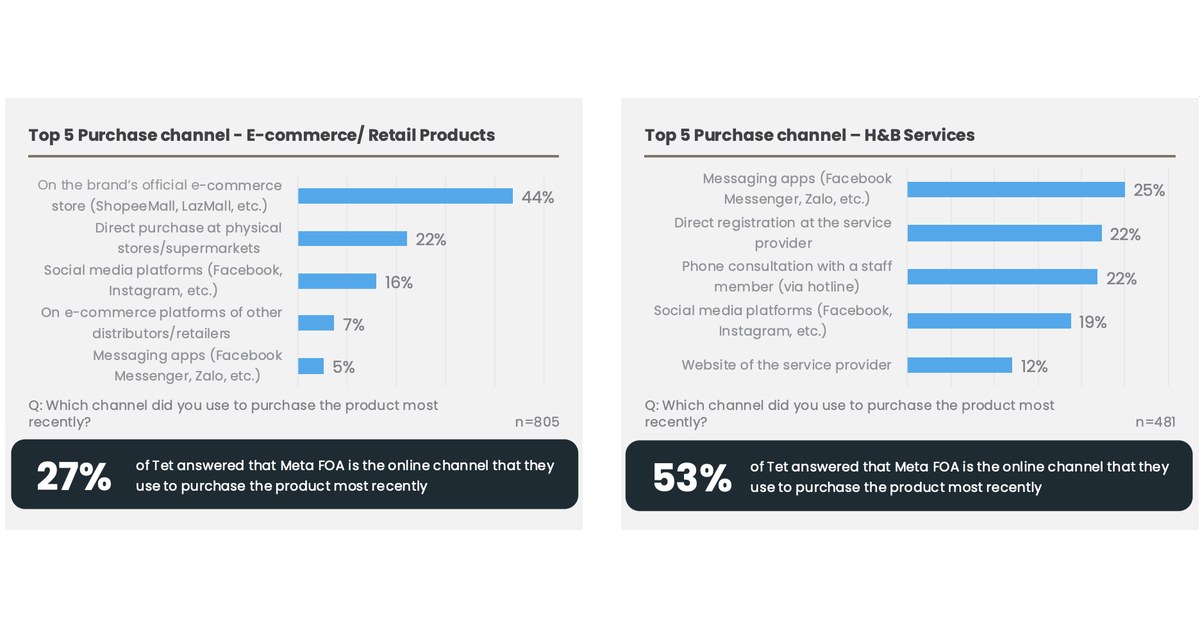 Top 5 Purchase channel - E-commerce/ Retail Products
On the brand's official e-commerce
store (ShopeeMall, LazMall, etc.)
44%
Direct purchase at physical
stores/supermarkets
22%
Social media platforms (Facebook,
Instagram, etc.)
16%
On e-commerce platforms of other
distributors/retailers
7%
Messaging apps (Facebook
Messenger, Zalo, etc.)
5%
Q: Which channel did you use to purchase the product most
recently?
n=805
27%
of Tet answered that Meta FOA is the online channel that they
use to purchase the product most recently
Top 5 Purchase channel – H&B Services
Messaging apps (Facebook
Messenger, Zalo, etc.)
25%
Direct registration at the service
provider
22%
Phone consultation with a staff
member (via hotline)
22%
Social media platforms (Facebook,
Instagram, etc.)
19%
Website of the service provider
12%
Q: Which channel did you use to purchase the product most
recently?
n=481
53%
of Tet answered that Meta FOA is the online channel that they
use to purchase the product most recently